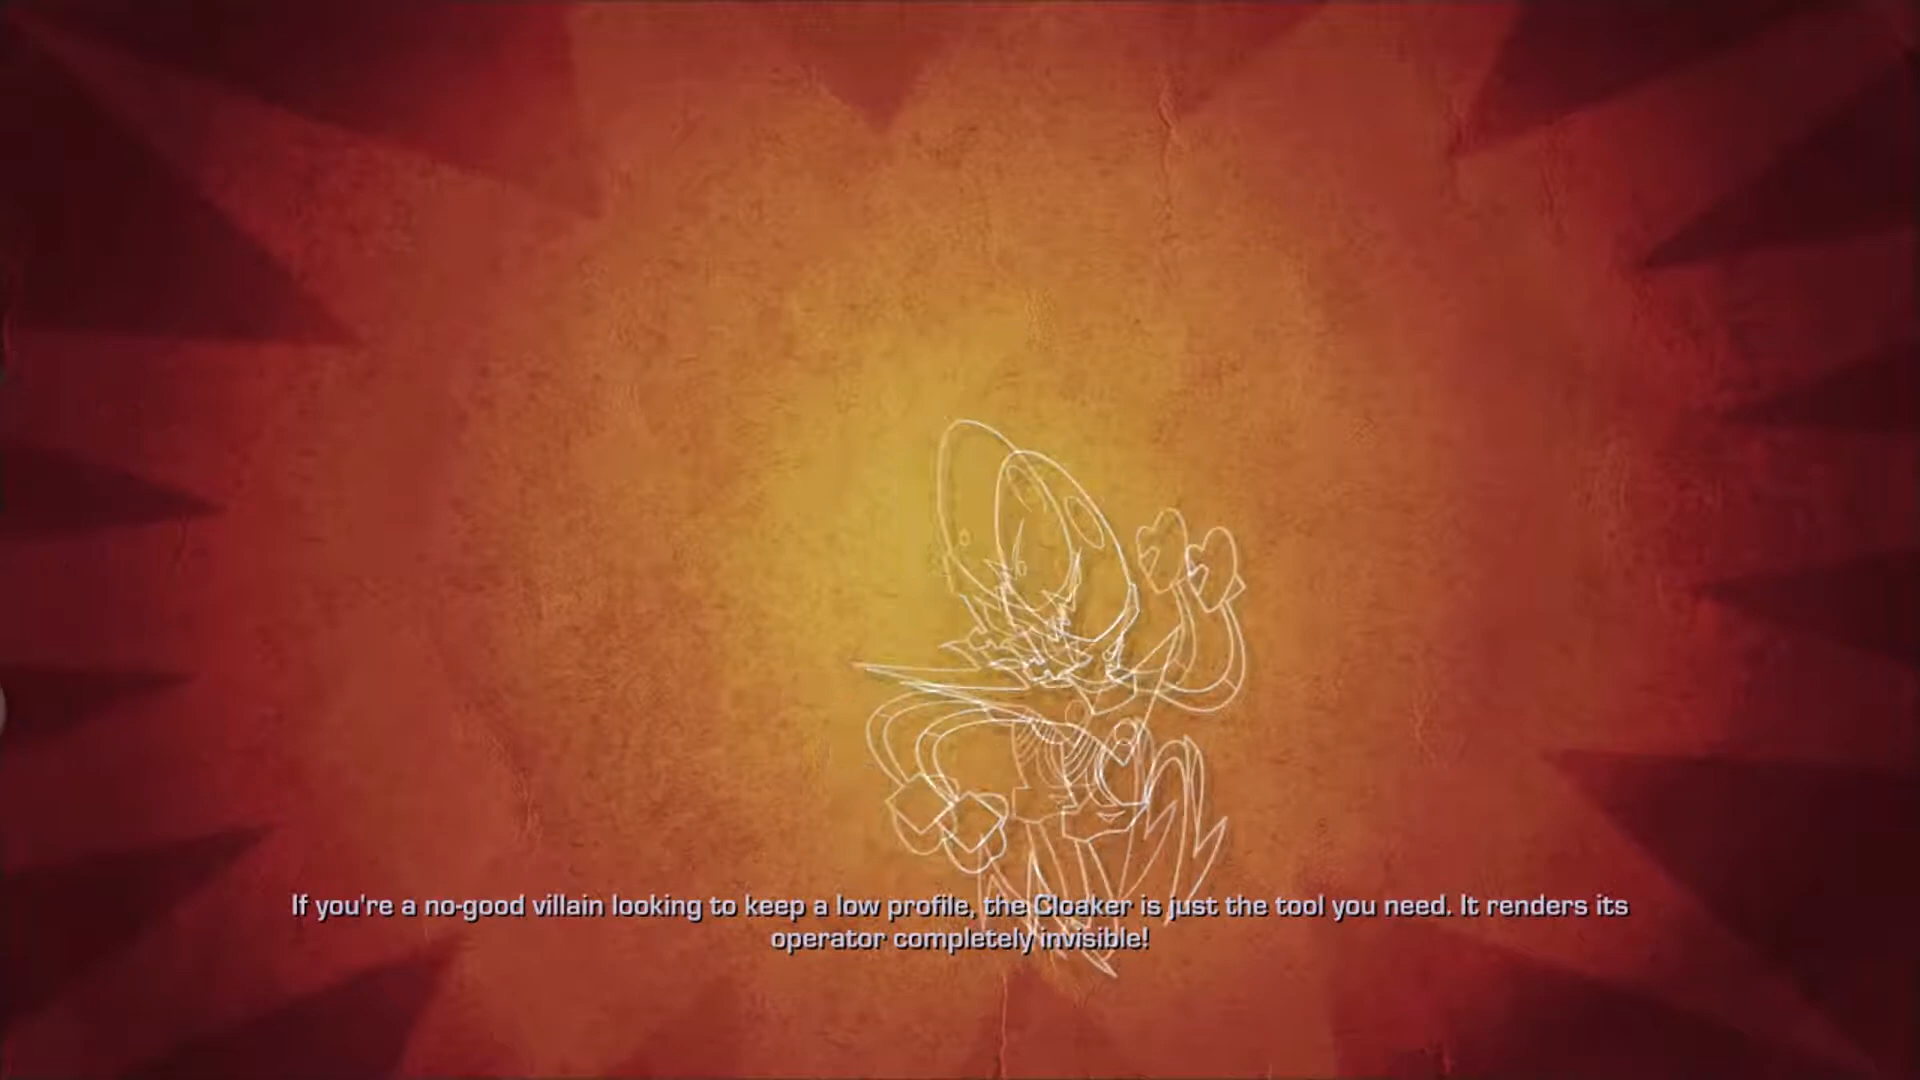 If you're a no-good villain looking to keep a low profile, the Cloaker is just the tool you need. It renders its
operator completely invisible!